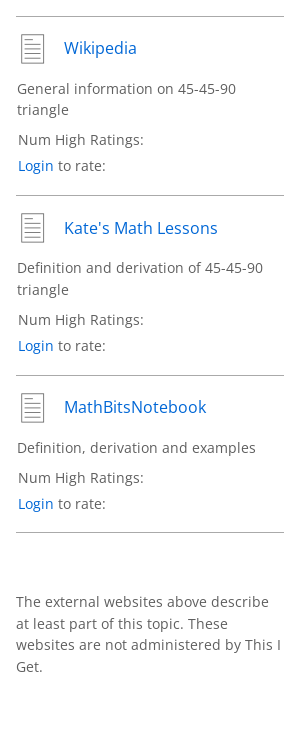 Wikipedia
General information on 45-45-90
triangle
Num High Ratings:
Login to rate:
Kate's Math Lessons
Definition and derivation of 45-45-90
triangle
Num High Ratings:
Login to rate:
MathBitsNotebook
Definition, derivation and examples
Num High Ratings:
Login to rate:
The external websites above describe
at least part of this topic. These
websites are not administered by This I
Get.